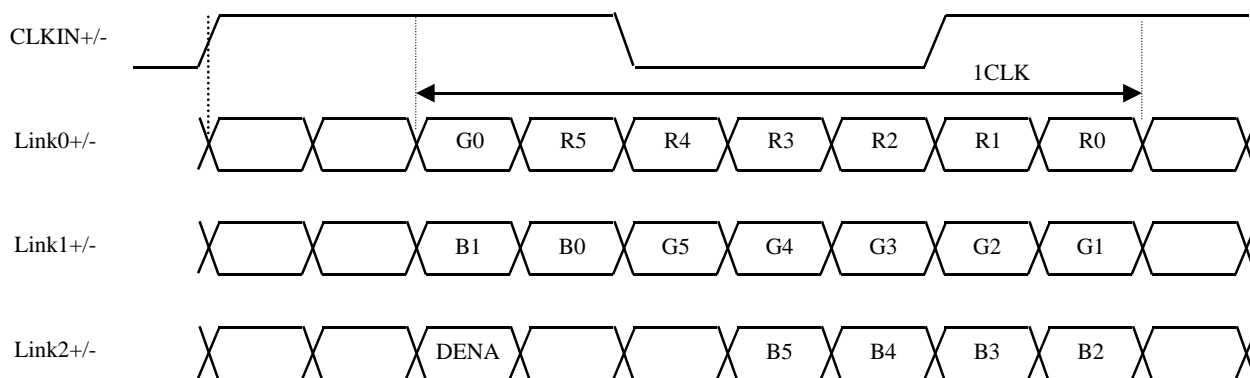 CLKIN+/-
1CLK
Link0+/- G0 R5 R4 R3 R2 R1 R0
Link1+/- B1 B0 G5 G4 G3 G2 G1
Link2+/- DENA B5 B4 B3 B2